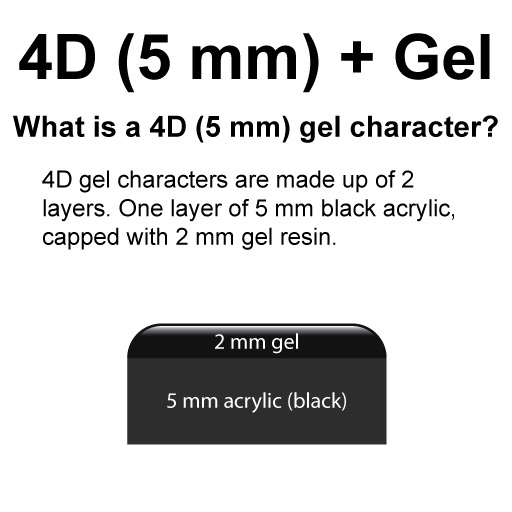 4D (5 mm) + Gel
What is a 4D (5 mm) gel character?
4D gel characters are made up of 2
layers. One layer of 5 mm black acrylic,
capped with 2 mm gel resin.
2 mm gel
5 mm acrylic (black)